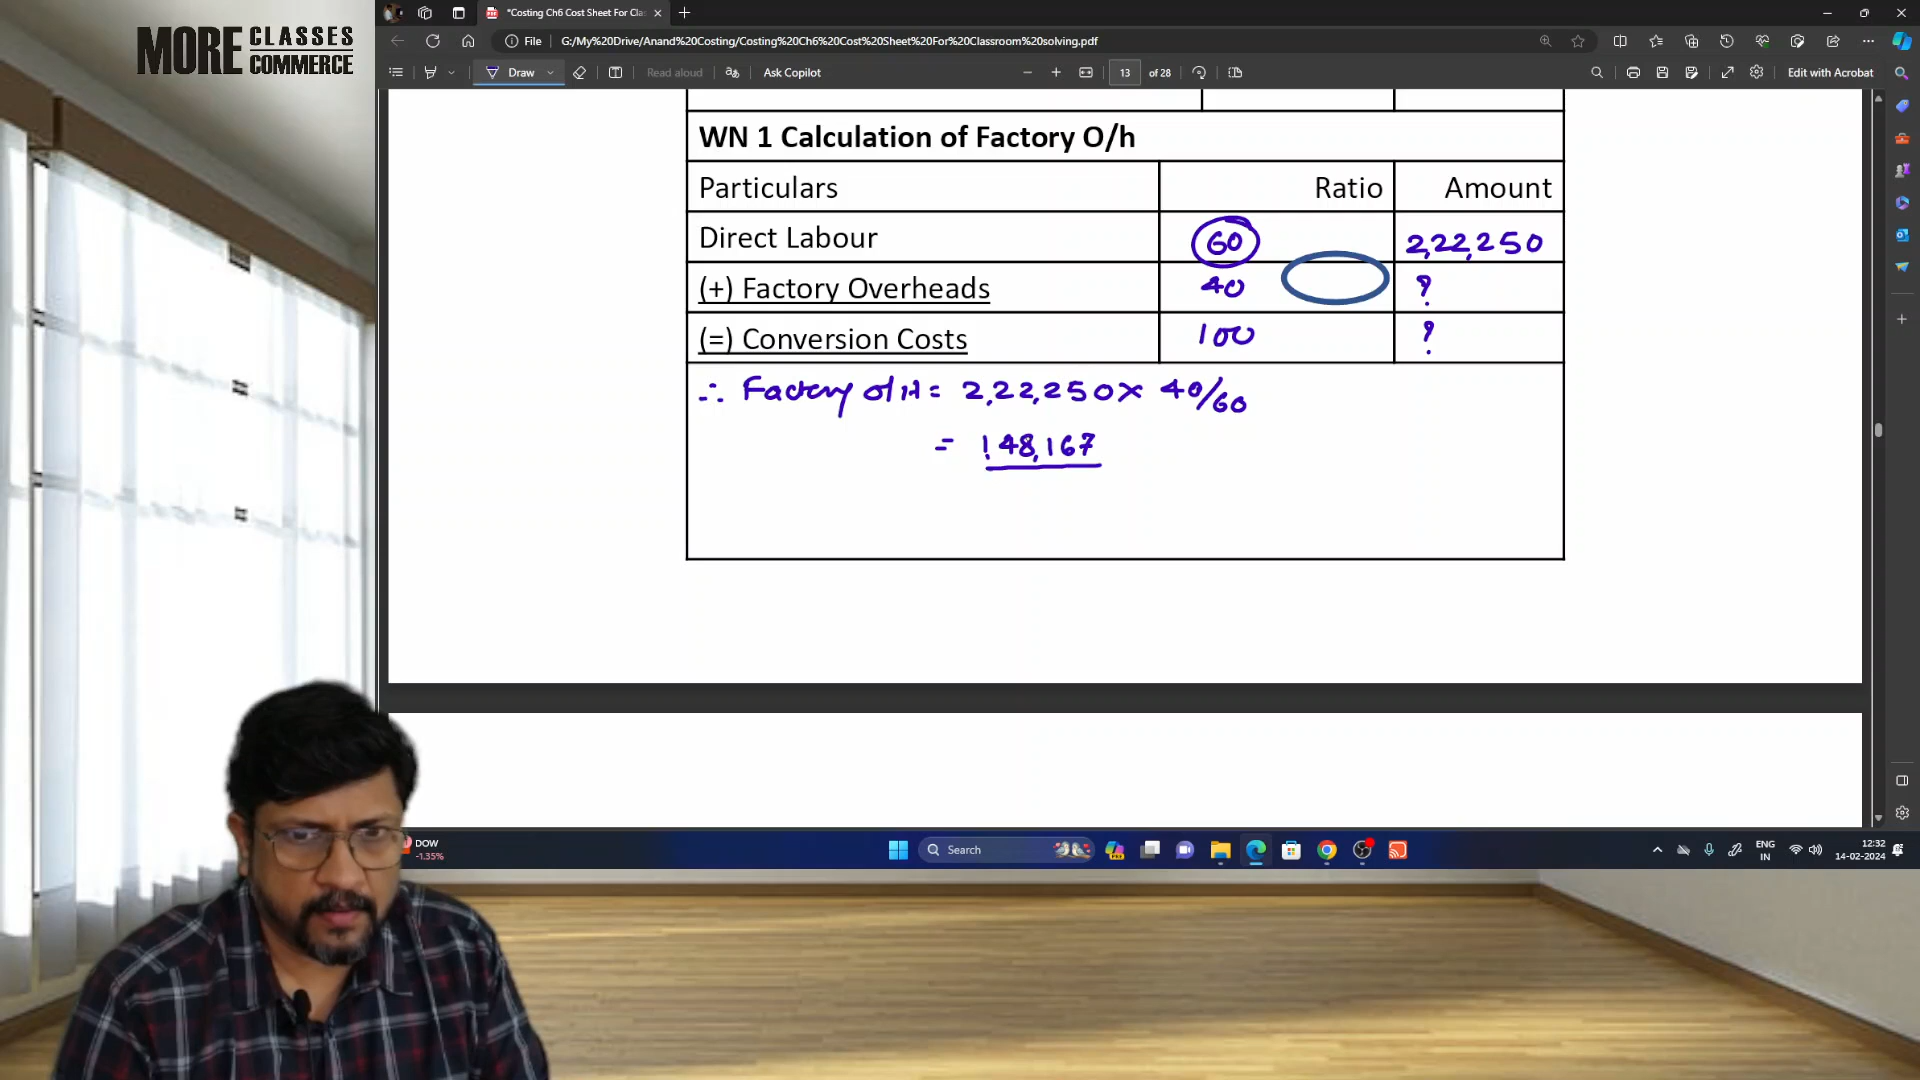 MORE CLASSES COMMERCE
*Costing Ch6 Cost Sheet For Cla
File G:/My%20Drive/Anand%20Costing/Costing%20Ch6%20Cost%20Sheet%20For%20Classroom%20solving.pdf
Draw Read aloud Ask Copilot 13 of 28 Edit with Acrobat
WN 1 Calculation of Factory O/h
Particulars Ratio Amount
Direct Labour 60 2,22,250
(+) Factory Overheads 40 ?
(=) Conversion Costs 100 ?
∴ Factory o/H = 2,22,250 x 40/60
= 1,48,167
DOW
-1.35%
Search
ENG
IN
12:32
14-02-2024